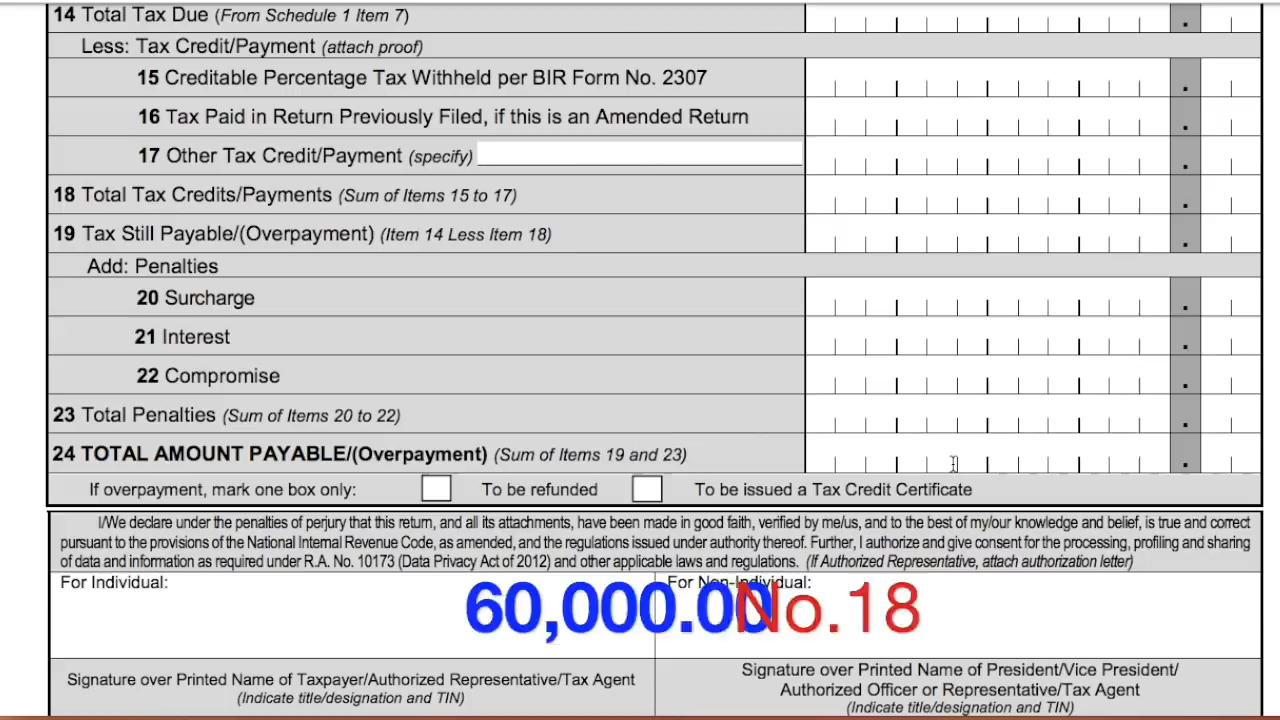 14 Total Tax Due (From Schedule 1 Item 7)
Less: Tax Credit/Payment (attach proof)
15 Creditable Percentage Tax Withheld per BIR Form No. 2307
16 Tax Paid in Return Previously Filed, if this is an Amended Return
17 Other Tax Credit/Payment (specify)
18 Total Tax Credits/Payments (Sum of Items 15 to 17)
19 Tax Still Payable/(Overpayment) (Item 14 Less Item 18)
Add: Penalties
20 Surcharge
21 Interest
22 Compromise
23 Total Penalties (Sum of Items 20 to 22)
24 TOTAL AMOUNT PAYABLE/(Overpayment) (Sum of Items 19 and 23)
If overpayment, mark one box only: To be refunded To be issued a Tax Credit Certificate
I/We declare under the penalties of perjury that this return, and all its attachments, have been made in good faith, verified by me/us, and to the best of my/our knowledge and belief, is true and correct
pursuant to the provisions of the National Internal Revenue Code, as amended, and the regulations issued under authority thereof. Further, I authorize and give consent for the processing, profiling and sharing
of data and information as required under R.A. No. 10173 (Data Privacy Act of 2012) and other applicable laws and regulations. (If Authorized Representative, attach authorization letter)
For Individual: For Non-Individual:
60,000.00 No.18
Signature over Printed Name of Taxpayer/Authorized Representative/Tax Agent
(Indicate title/designation and TIN)
Signature over Printed Name of President/Vice President/
Authorized Officer or Representative/Tax Agent
(Indicate title/designation and TIN)